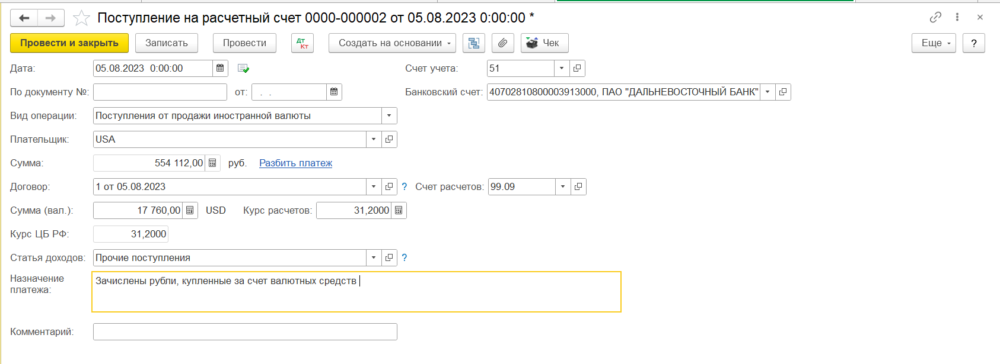 Поступление на расчетный счет 0000-000002 от 05.08.2023 0:00:00 *
Провести и закрыть Записать Провести Дт Кт Создать на основании Чек Еще ?
Дата: 05.08.2023 0:00:00 Счет учета: 51
По документу №: от: . . Банковский счет: 40702810800003913000, ПАО "ДАЛЬНЕВОСТОЧНЫЙ БАНК"
Вид операции: Поступления от продажи иностранной валюты
Плательщик: USA
Сумма: 554 112,00 руб. Разбить платеж
Договор: 1 от 05.08.2023 ? Счет расчетов: 99.09
Сумма (вал.): 17 760,00 USD Курс расчетов: 31,2000
Курс ЦБ РФ: 31,2000
Статья доходов: Прочие поступления ?
Назначение
платежа:
Зачислены рубли, купленные за счет валютных средств
Комментарий: